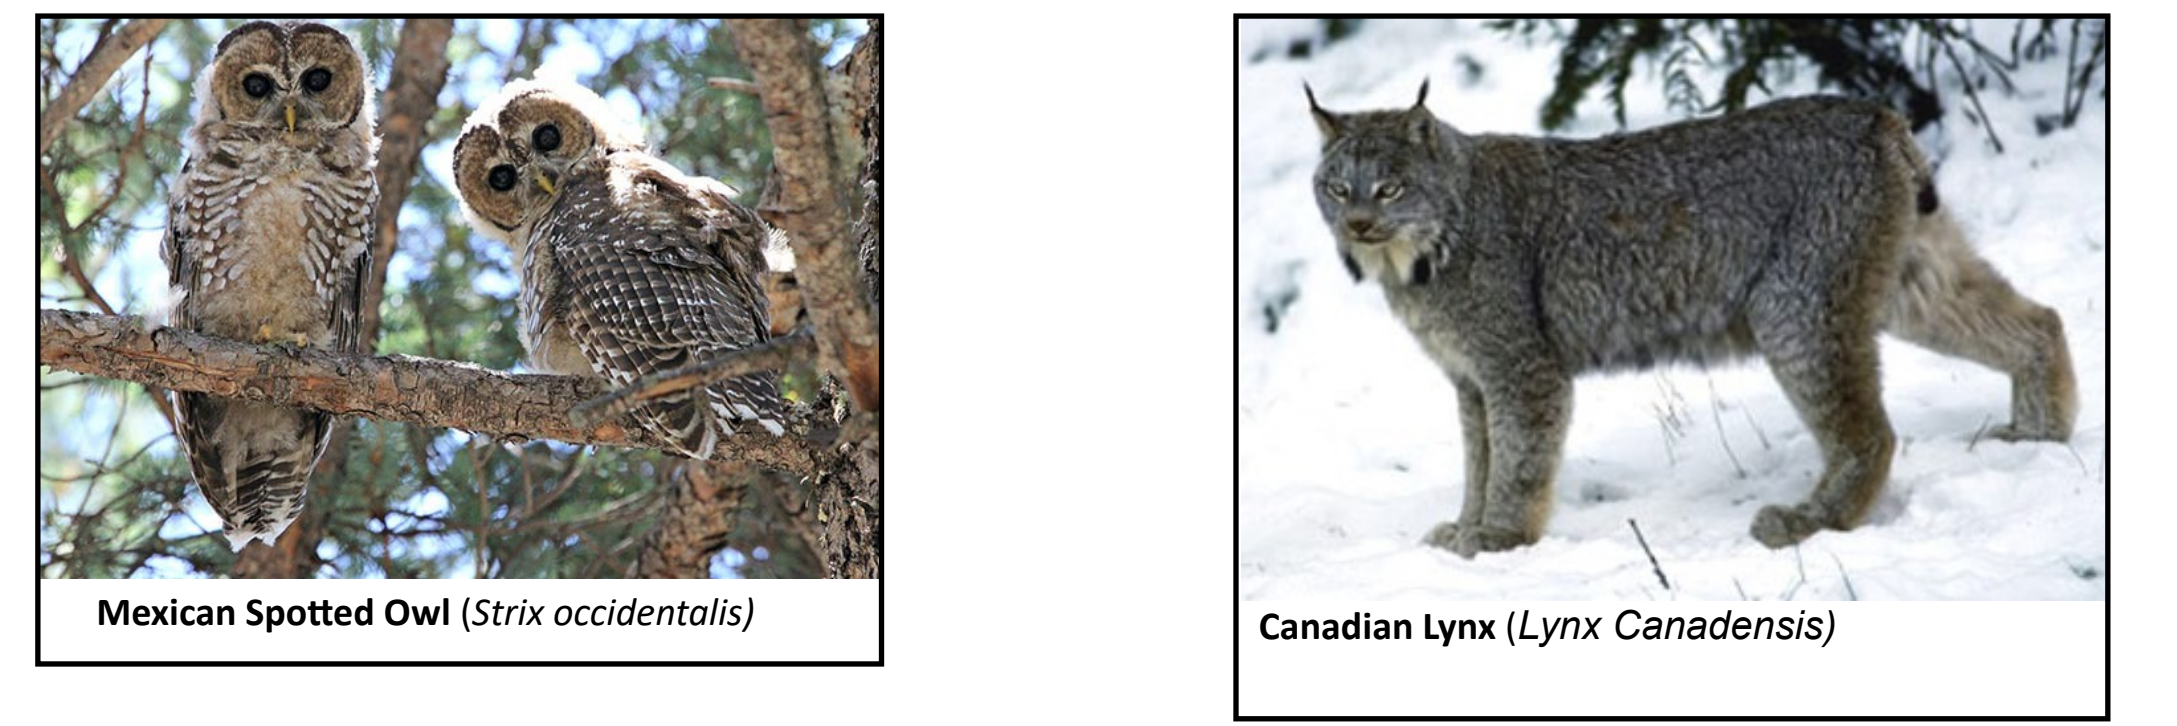 Mexican Spotted Owl (Strix occidentalis)
Canadian Lynx (Lynx Canadensis)